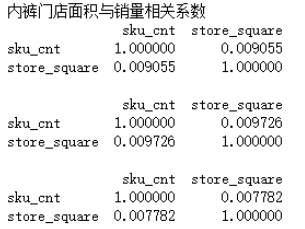 内裤门店面积与销量相关系数
sku_cnt store_square
sku_cnt 1.000000 0.009055
store_square 0.009055 1.000000
sku_cnt store_square
sku_cnt 1.000000 0.009726
store_square 0.009726 1.000000
sku_cnt store_square
sku_cnt 1.000000 0.007782
store_square 0.007782 1.000000